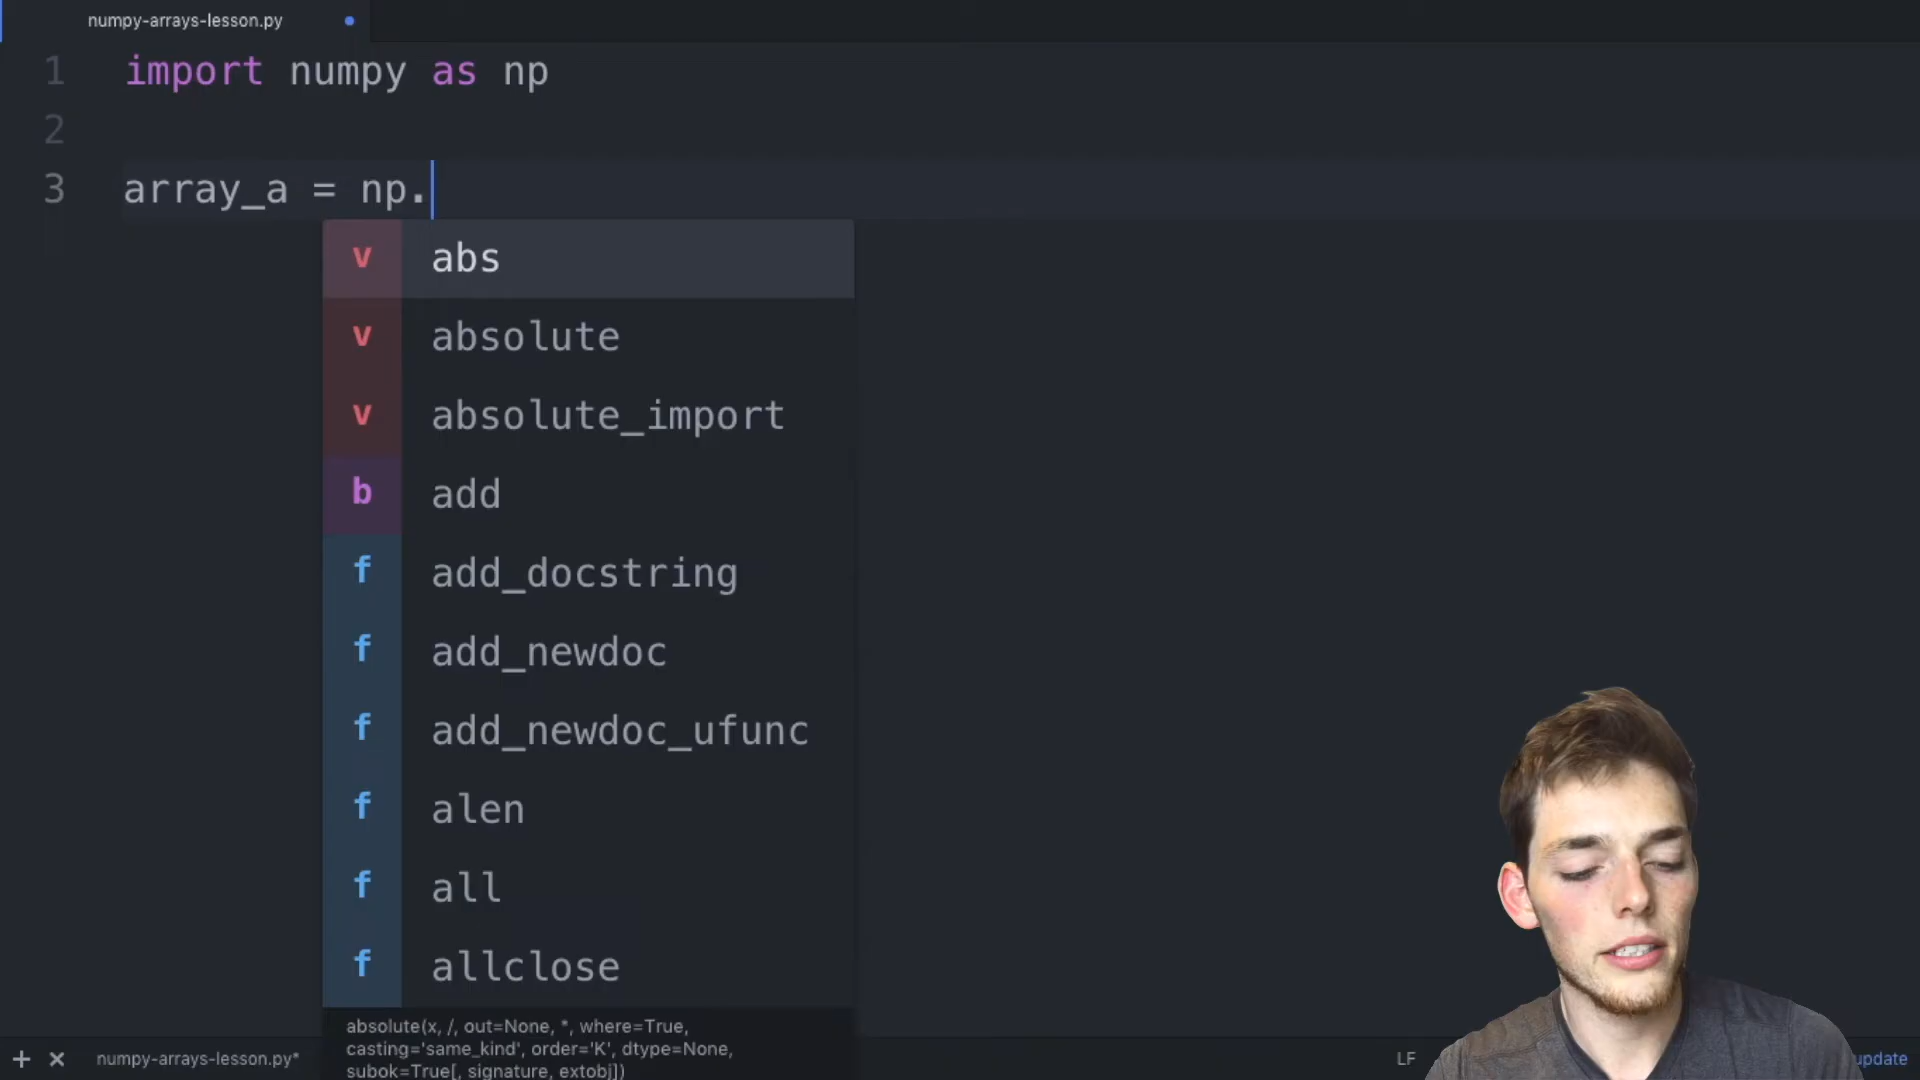 numpy-arrays-lesson.py
1 import numpy as np
2
3 array_a = np.
v abs
v absolute
v absolute_import
b add
f add_docstring
f add_newdoc
f add_newdoc_ufunc
f alen
f all
f allclose
absolute(x, /, out=None, *, where=True,
casting='same_kind', order='K', dtype=None,
subok=True[, signature, extobj])
numpy-arrays-lesson.py*
LF
update